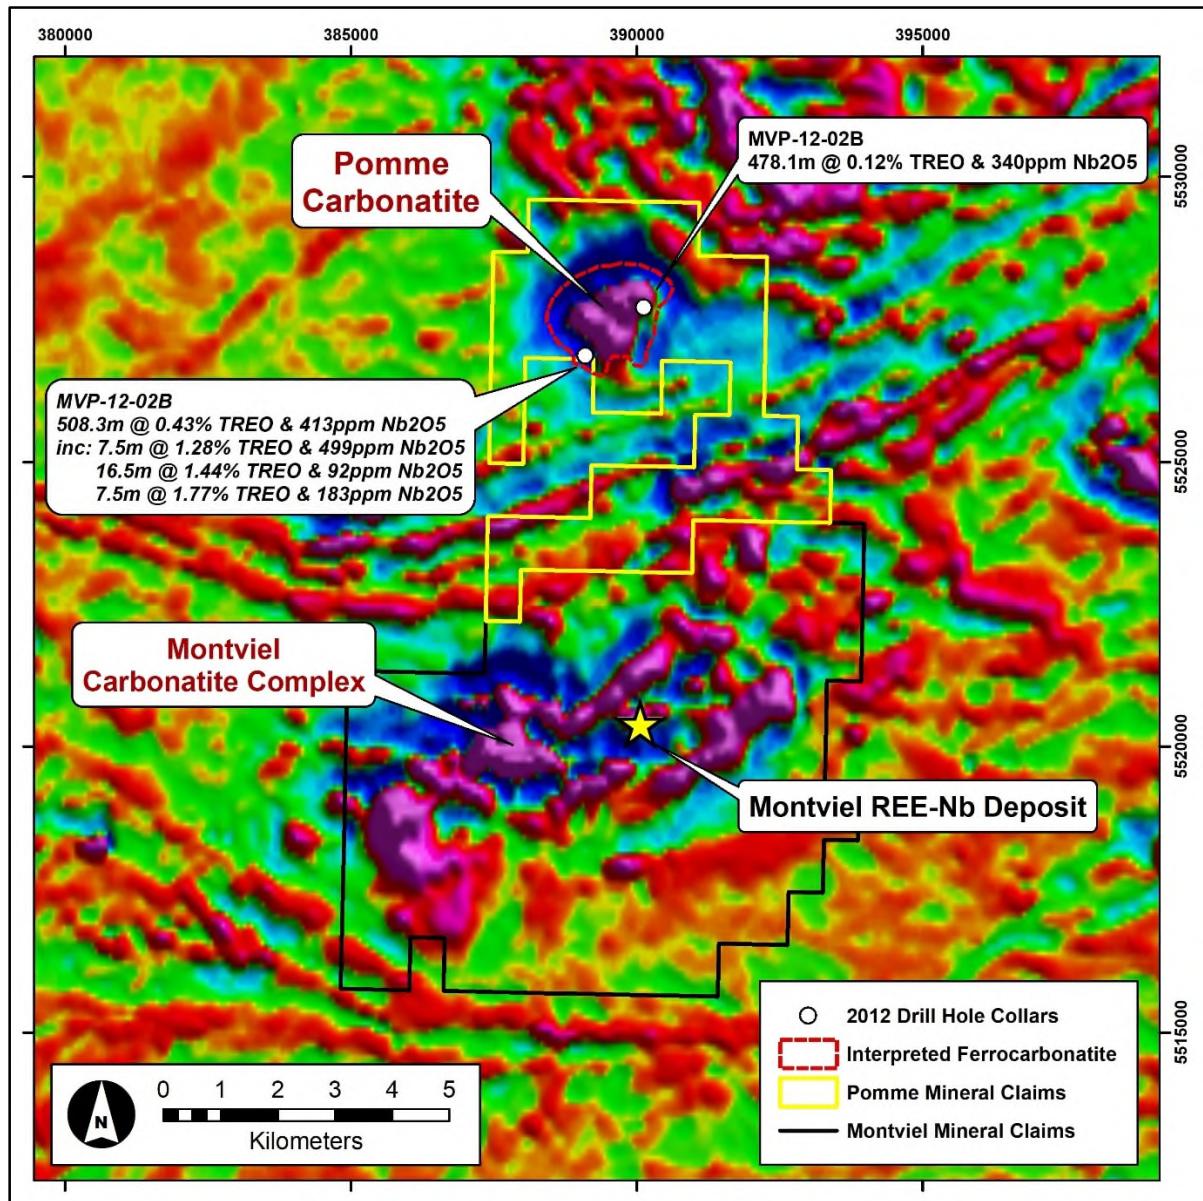 380000
385000
390000
395000
Pomme
Carbonatite
MVP-12-02B
478.1m @ 0.12% TREO & 340ppm Nb2O5
5530000
MVP-12-02B
508.3m @ 0.43% TREO & 413ppm Nb2O5
inc: 7.5m @ 1.28% TREO & 499ppm Nb2O5
16.5m @ 1.44% TREO & 92ppm Nb2O5
7.5m @ 1.77% TREO & 183ppm Nb2O5
5525000
Montviel
Carbonatite Complex
5520000
Montviel REE-Nb Deposit
5515000
2012 Drill Hole Collars
Interpreted Ferrocarbonatite
Pomme Mineral Claims
Montviel Mineral Claims
N
0 1 2 3 4 5
Kilometers